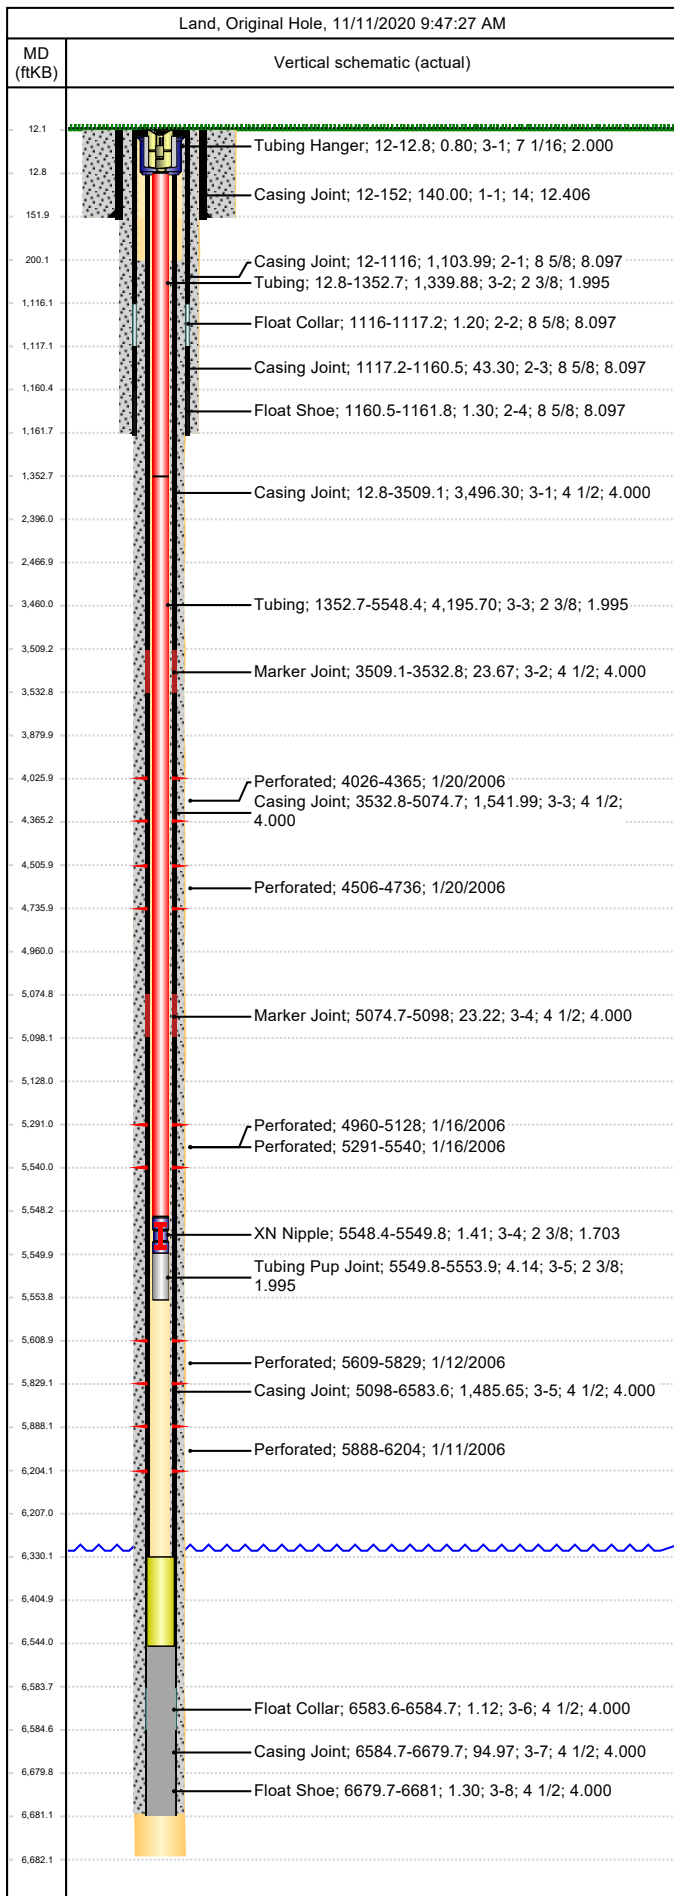 Land, Original Hole, 11/11/2020 9:47:27 AM
MD
(ftKB)
Vertical schematic (actual)
12.1
Tubing Hanger; 12-12.8; 0.80; 3-1; 7 1/16; 2.000
12.8
Casing Joint; 12-152; 140.00; 1-1; 14; 12.406
151.9
200.1
Casing Joint; 12-1116; 1,103.99; 2-1; 8 5/8; 8.097
Tubing; 12.8-1352.7; 1,339.88; 3-2; 2 3/8; 1.995
1,116.1
Float Collar; 1116-1117.2; 1.20; 2-2; 8 5/8; 8.097
1,117.1
Casing Joint; 1117.2-1160.5; 43.30; 2-3; 8 5/8; 8.097
1,160.4
Float Shoe; 1160.5-1161.8; 1.30; 2-4; 8 5/8; 8.097
1,161.7
1,352.7
Casing Joint; 12.8-3509.1; 3,496.30; 3-1; 4 1/2; 4.000
2,396.0
2,466.9
3,460.0
Tubing; 1352.7-5548.4; 4,195.70; 3-3; 2 3/8; 1.995
3,509.2
Marker Joint; 3509.1-3532.8; 23.67; 3-2; 4 1/2; 4.000
3,532.8
3,879.9
4,025.9
Perforated; 4026-4365; 1/20/2006
Casing Joint; 3532.8-5074.7; 1,541.99; 3-3; 4 1/2;
4.000
4,365.2
4,505.9
Perforated; 4506-4736; 1/20/2006
4,735.9
4,960.0
5,074.8
Marker Joint; 5074.7-5098; 23.22; 3-4; 4 1/2; 4.000
5,098.1
5,128.0
5,291.0
Perforated; 4960-5128; 1/16/2006
Perforated; 5291-5540; 1/16/2006
5,540.0
5,548.2
XN Nipple; 5548.4-5549.8; 1.41; 3-4; 2 3/8; 1.703
5,549.9
Tubing Pup Joint; 5549.8-5553.9; 4.14; 3-5; 2 3/8;
1.995
5,553.8
5,608.9
Perforated; 5609-5829; 1/12/2006
5,829.1
Casing Joint; 5098-6583.6; 1,485.65; 3-5; 4 1/2; 4.000
5,888.1
Perforated; 5888-6204; 1/11/2006
6,204.1
6,207.0
6,330.1
6,404.9
6,544.0
6,583.7
Float Collar; 6583.6-6584.7; 1.12; 3-6; 4 1/2; 4.000
6,584.6
Casing Joint; 6584.7-6679.7; 94.97; 3-7; 4 1/2; 4.000
6,679.8
Float Shoe; 6679.7-6681; 1.30; 3-8; 4 1/2; 4.000
6,681.1
6,682.1